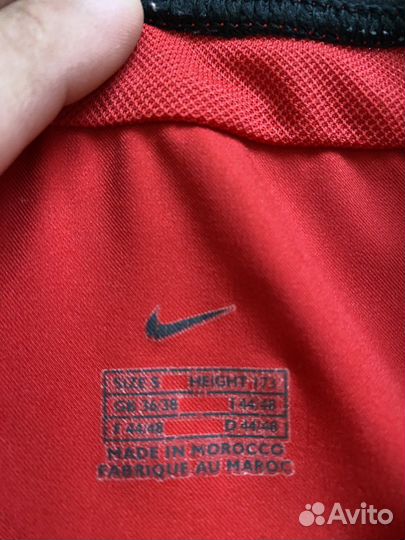 SIZE S HEIGHT 173
GB 36/38 I 44/48
F 44/48 D 44/48
MADE IN MOROCCO
FABRIQUE AU MAROC
Avito